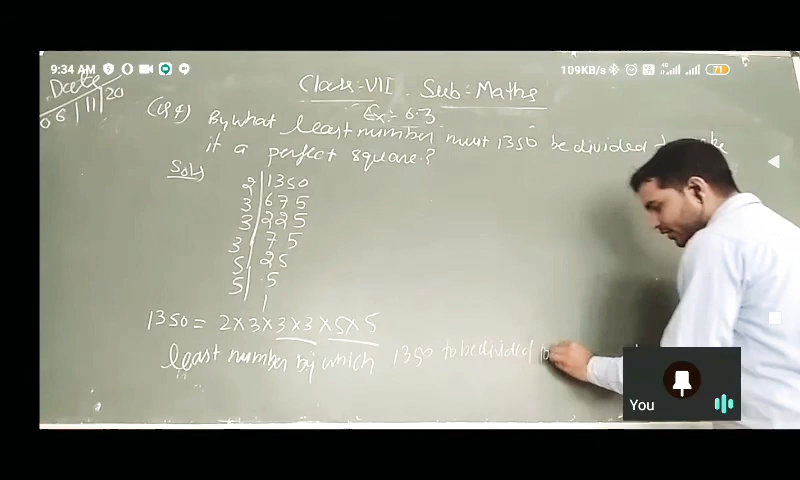 9:34 AM 109KB/s 4G 71
Date
06/11/20
Class:-VII. Sub:-Maths
Ex:- 6.3
(Q4) By what least number must 1350 be divided
it a perfect square.?
Sol)
2 | 1350
3 | 675
3 | 225
3 | 75
5 | 25
5 | 5
1
1350 = 2×3×3×3×5×5
least number by which 1350 to be divided to
You